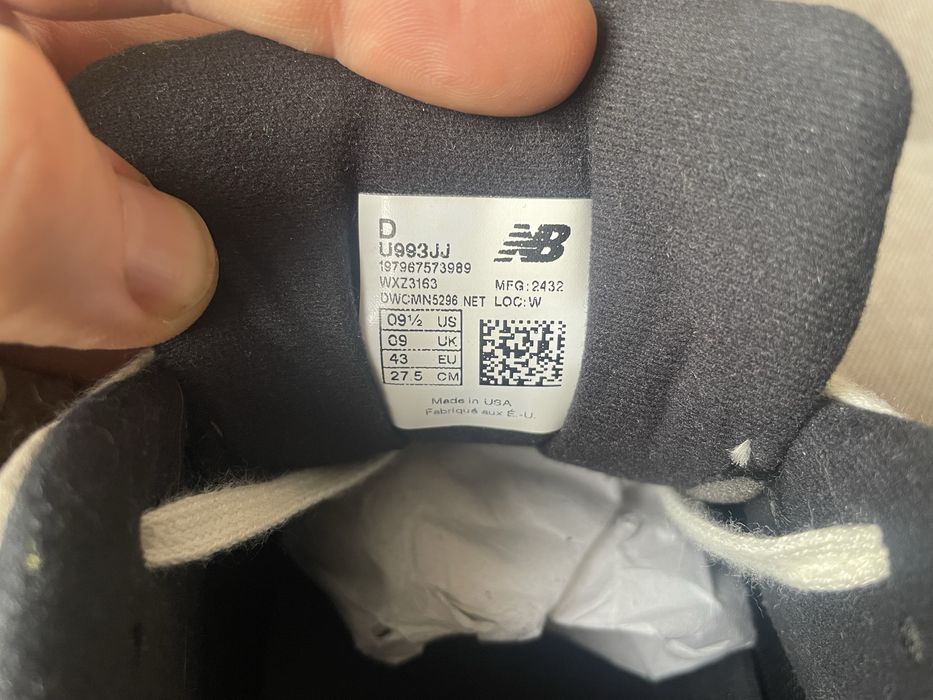 D
NB
U993JJ
197967573989
WXZ3163 MFG:2432
DWCMN5296 NET LOC:W
09½ US
09 UK
43 EU
27.5 CM
Made in USA
Fabriqué aux É.-U.